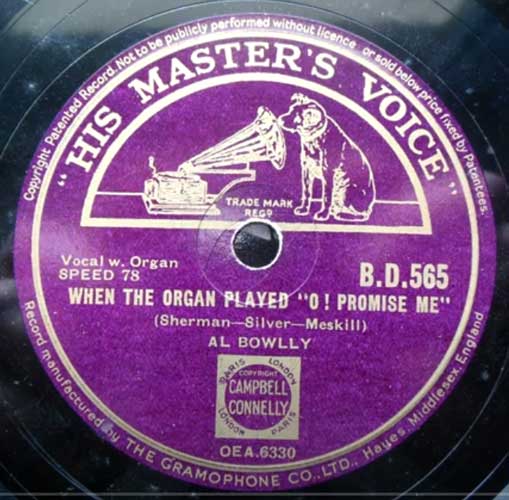 Copyright Patented Record. Not to be publicly performed without licence or sold below price fixed by Patentees.
"HIS MASTER'S VOICE"
TRADE MARK
REGD
Vocal w. Organ
SPEED 78
B.D.565
WHEN THE ORGAN PLAYED "O! PROMISE ME"
(Sherman—Silver—Meskill)
AL BOWLLY
PARIS LONDON
COPYRIGHT
CAMPBELL
CONNELLY
LONDON PARIS
OEA.6330
Record manufactured by THE GRAMOPHONE CO., LTD., Hayes, Middlesex, England